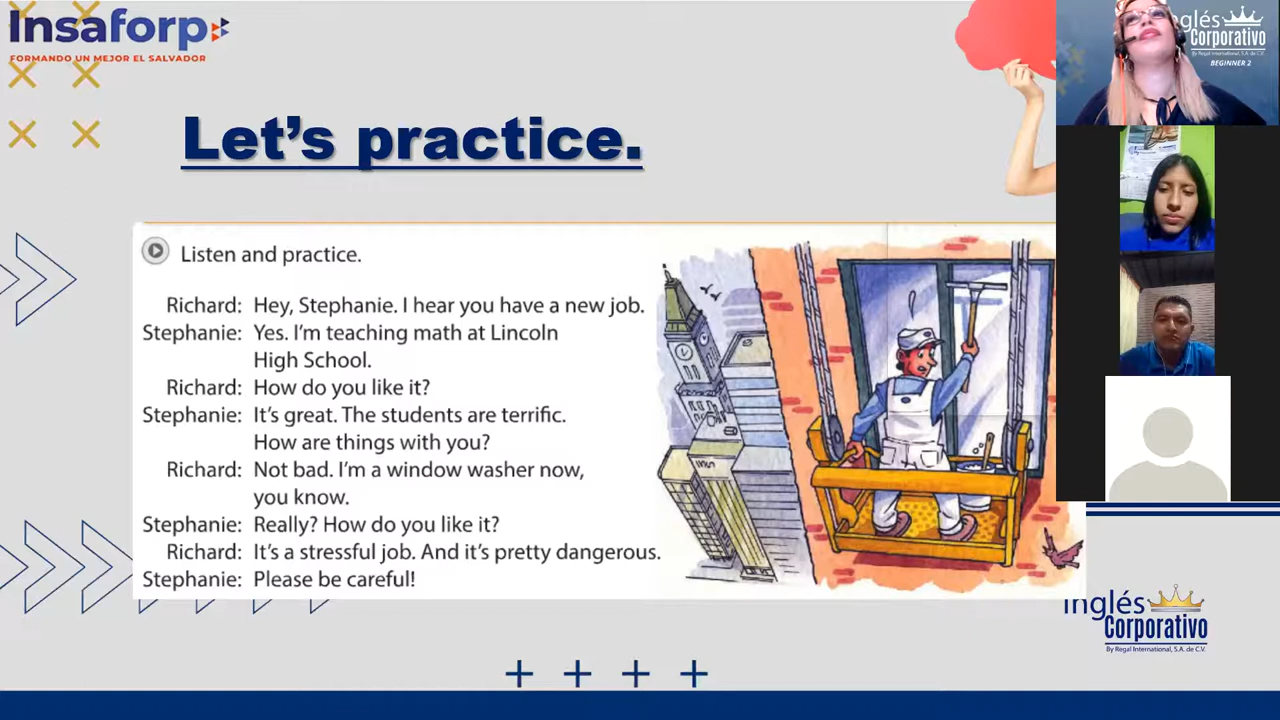 Insaforp
FORMANDO UN MEJOR EL SALVADOR
Let's practice.
Listen and practice.
Richard: Hey, Stephanie. I hear you have a new job.
Stephanie: Yes. I'm teaching math at Lincoln
High School.
Richard: How do you like it?
Stephanie: It's great. The students are terrific.
How are things with you?
Richard: Not bad. I'm a window washer now,
you know.
Stephanie: Really? How do you like it?
Richard: It's a stressful job. And it's pretty dangerous.
Stephanie: Please be careful!
Inglés
Corporativo
By Regal International, S.A. de C.V.
BEGINNER 2
Inglés
Corporativo
By Regal International, S.A. de C.V.